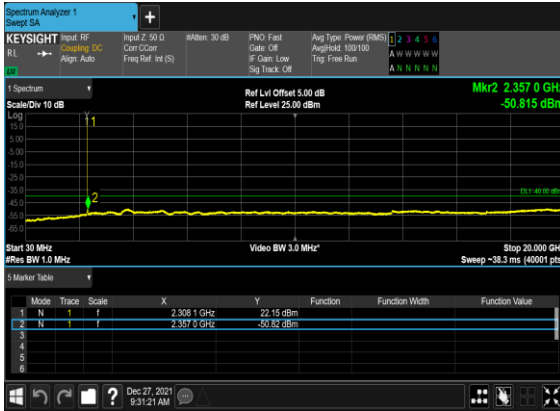 Spectrum Analyzer 1
Swept SA
+
KEYSIGHT Input: RF Input Z: 50 Ω #Atten: 30 dB PNO: Fast Avg Type: Power (RMS) 1 2 3 4 5 6
RL Coupling: DC Corr CCorr Gate: Off Avg|Hold: 100/100 A W W W W W
Align: Auto Freq Ref: Int (S) IF Gain: Low Trig: Free Run
Sig Track: Off A N N N N N
1 Spectrum Ref Lvl Offset 5.00 dB Mkr2 2.357 0 GHz
Scale/Div 10 dB Ref Level 25.00 dBm -50.815 dBm
Log
15.0 1
5.00
-5.00
-15.0
-25.0
-35.0 DL1 -40.00 dBm
-45.0 2
-55.0
-65.0
Start 30 MHz Video BW 3.0 MHz* Stop 20.000 GHz
#Res BW 1.0 MHz Sweep ~38.3 ms (40001 pts)
5 Marker Table
Mode Trace Scale X Y Function Function Width Function Value
1 N 1 f 2.308 1 GHz 22.15 dBm
2 N 1 f 2.357 0 GHz -50.82 dBm
3
4
5
6
? Dec 27, 2021
9:31:21 AM